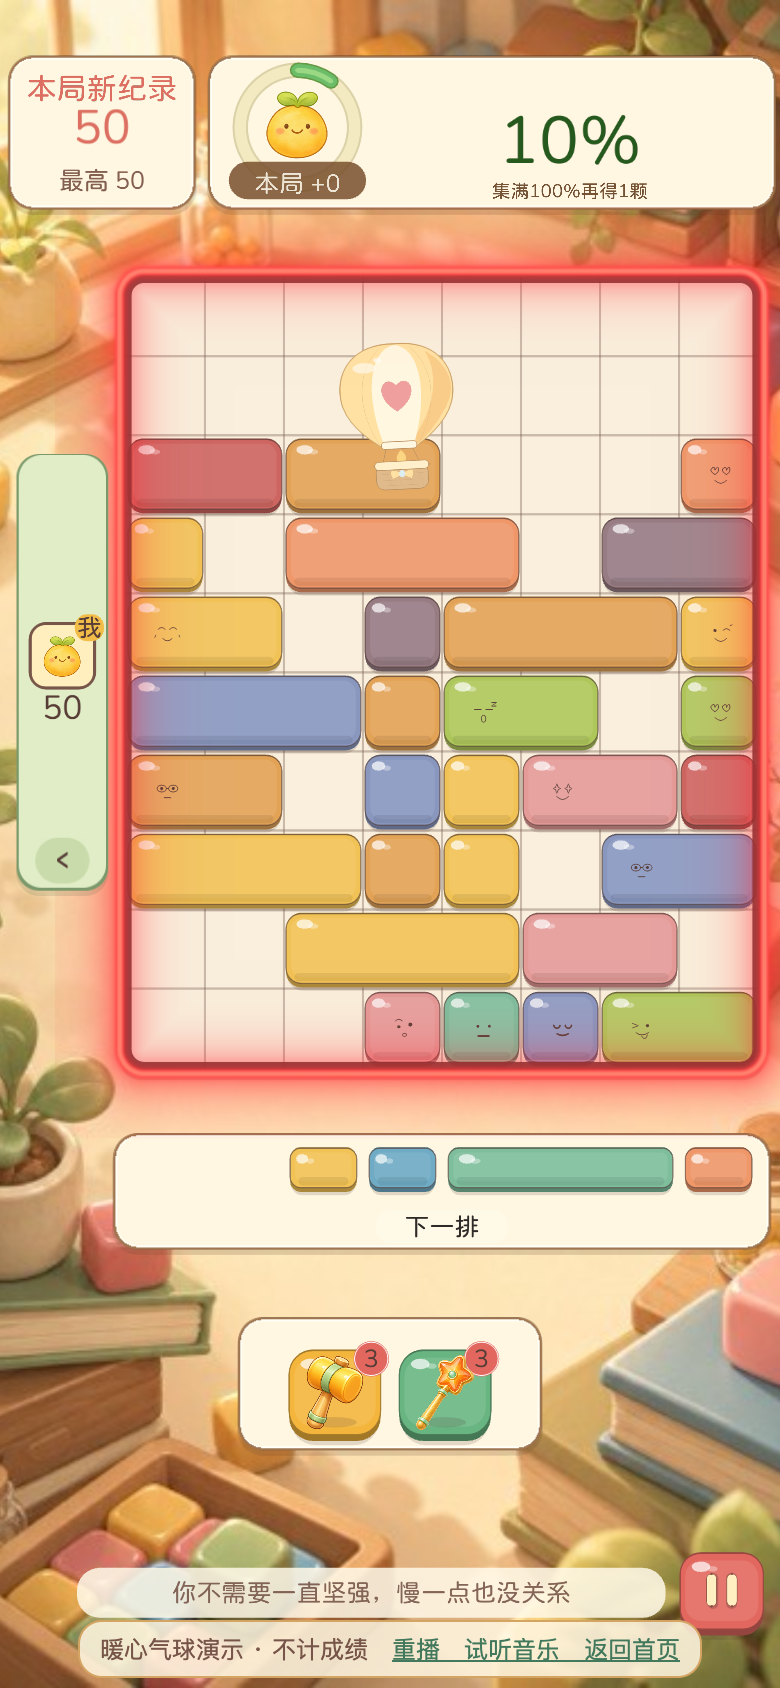 本局新纪录
50
最高 50
本局 +0
10%
集满100%再得1颗
我
50
<
下一排
3
3
你不需要一直坚强，慢一点也没关系
暖心气球演示 · 不计成绩 重播 试听音乐 返回首页